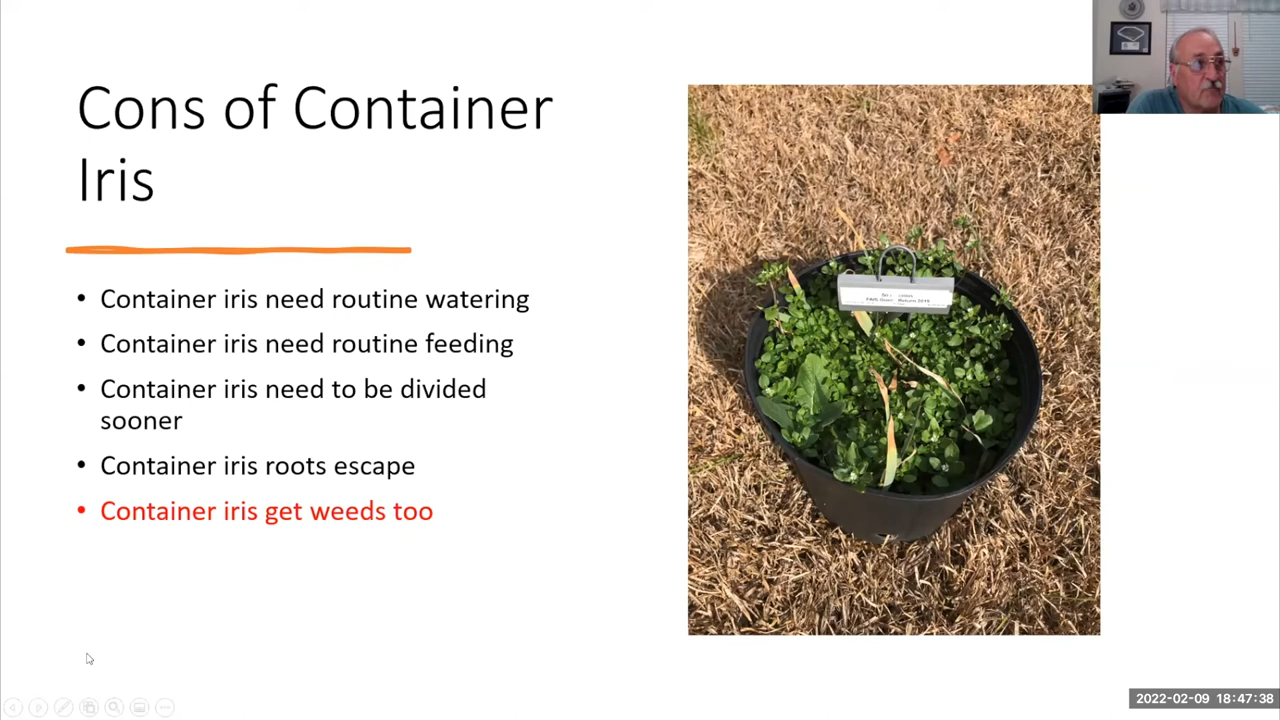 Cons of Container
Iris
• Container iris need routine watering
• Container iris need routine feeding
• Container iris need to be divided
sooner
• Container iris roots escape
• Container iris get weeds too
2022-02-09 18:47:38